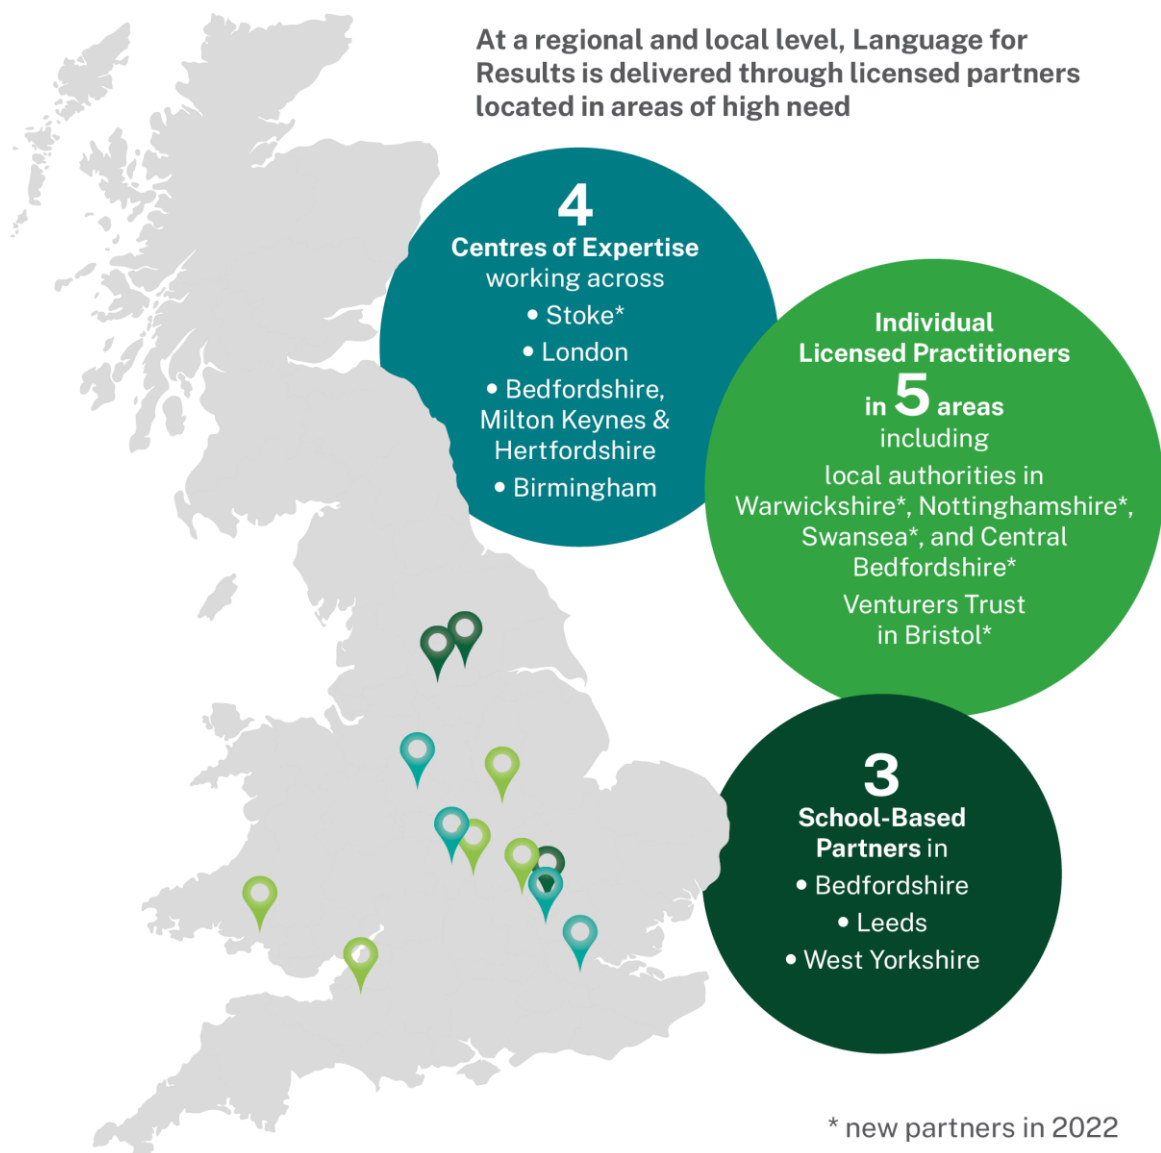 At a regional and local level, Language for
Results is delivered through licensed partners
located in areas of high need
4
Centres of Expertise
working across
• Stoke*
• London
• Bedfordshire,
Milton Keynes &
Hertfordshire
• Birmingham
Individual
Licensed Practitioners
in 5 areas
including
local authorities in
Warwickshire*, Nottinghamshire*,
Swansea*, and Central
Bedfordshire*
Venturers Trust
in Bristol*
3
School-Based
Partners in
• Bedfordshire
• Leeds
• West Yorkshire
* new partners in 2022